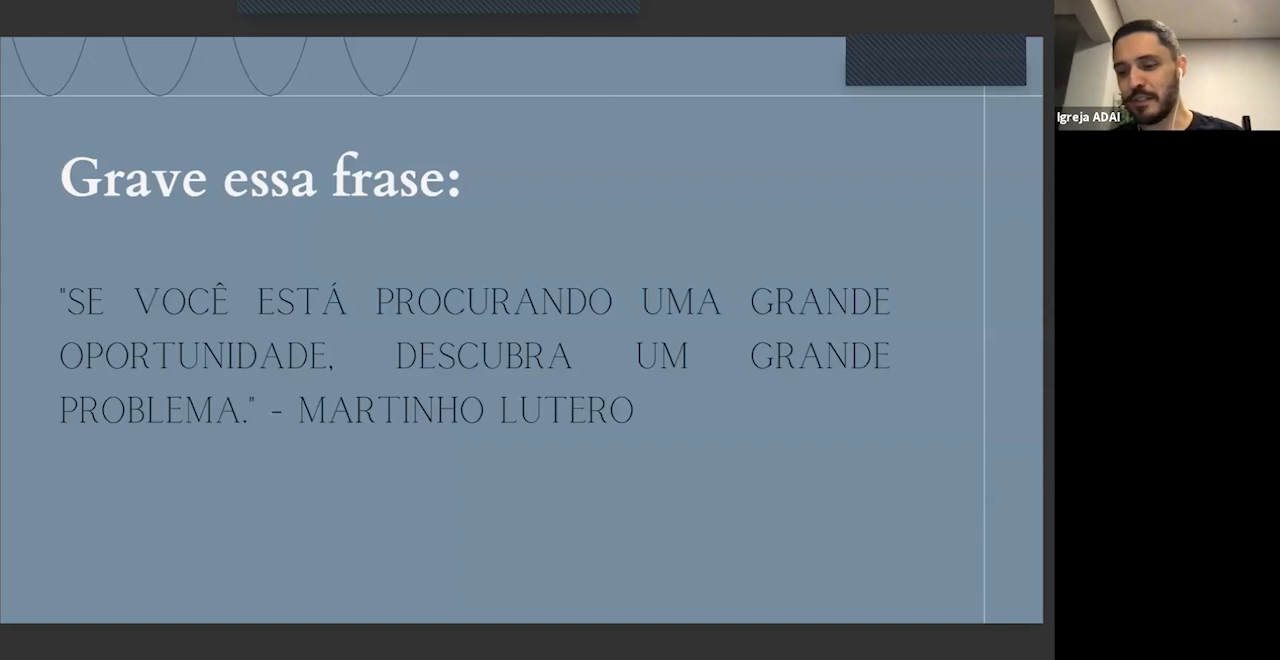 Grave essa frase:
"SE VOCÊ ESTÁ PROCURANDO UMA GRANDE
OPORTUNIDADE, DESCUBRA UM GRANDE
PROBLEMA." - MARTINHO LUTERO
Igreja ADAI